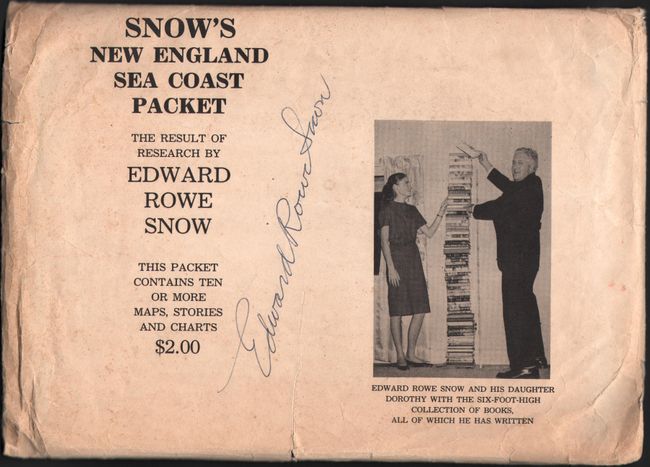 SNOW'S
NEW ENGLAND
SEA COAST
PACKET
THE RESULT OF
RESEARCH BY
EDWARD
ROWE
SNOW
THIS PACKET
CONTAINS TEN
OR MORE
MAPS, STORIES
AND CHARTS
$2.00
Edward Rowe Snow
EDWARD ROWE SNOW AND HIS DAUGHTER
DOROTHY WITH THE SIX-FOOT-HIGH
COLLECTION OF BOOKS,
ALL OF WHICH HE HAS WRITTEN